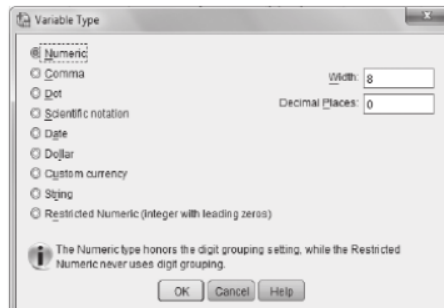 Variable Type
Numeric
Comma
Dot
Scientific notation
Date
Dollar
Custom currency
String
Restricted Numeric (integer with leading zeros)
Width: 8
Decimal Places: 0
The Numeric type honors the digit grouping setting, while the Restricted
Numeric never uses digit grouping.
OK Cancel Help